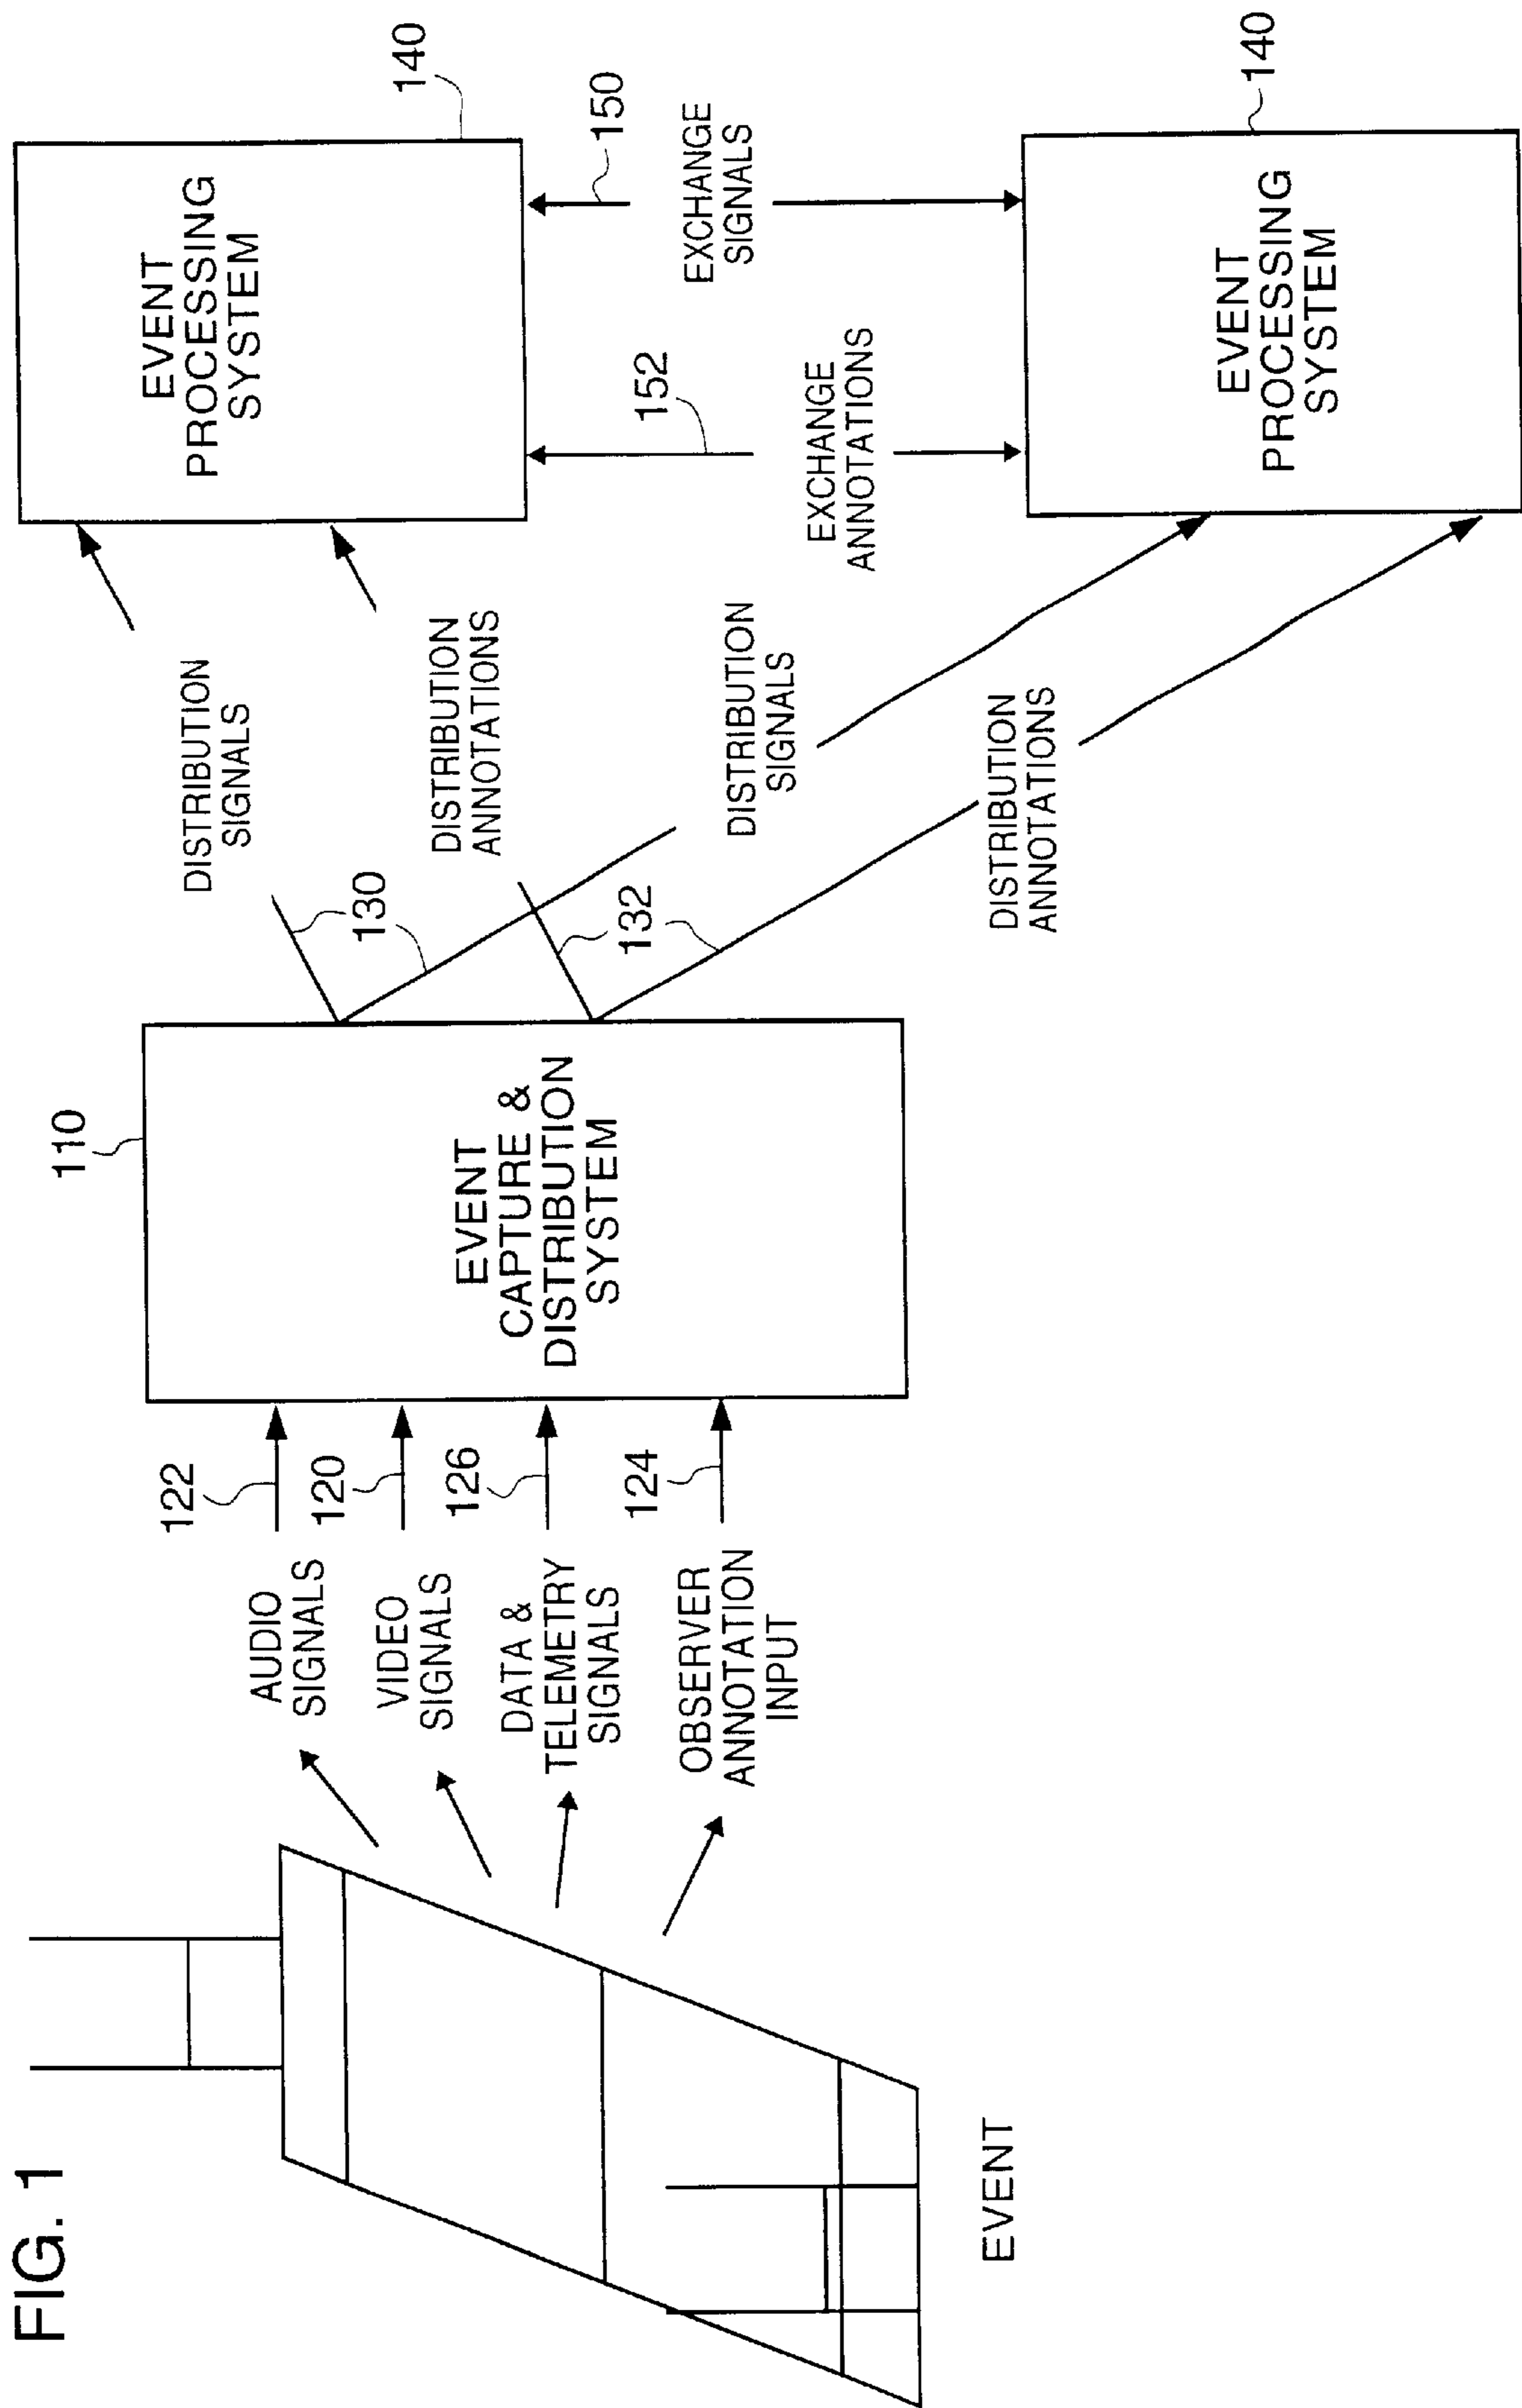 FIG. 1
EVENT
AUDIO
SIGNALS
VIDEO
SIGNALS
DATA &
TELEMETRY
SIGNALS
OBSERVER
ANNOTATION
INPUT
122
120
126
124
110
EVENT
CAPTURE &
DISTRIBUTION
SYSTEM
130
132
DISTRIBUTION
SIGNALS
DISTRIBUTION
ANNOTATIONS
DISTRIBUTION
SIGNALS
DISTRIBUTION
ANNOTATIONS
140
EVENT
PROCESSING
SYSTEM
152
150
EXCHANGE
SIGNALS
EXCHANGE
ANNOTATIONS
140
EVENT
PROCESSING
SYSTEM